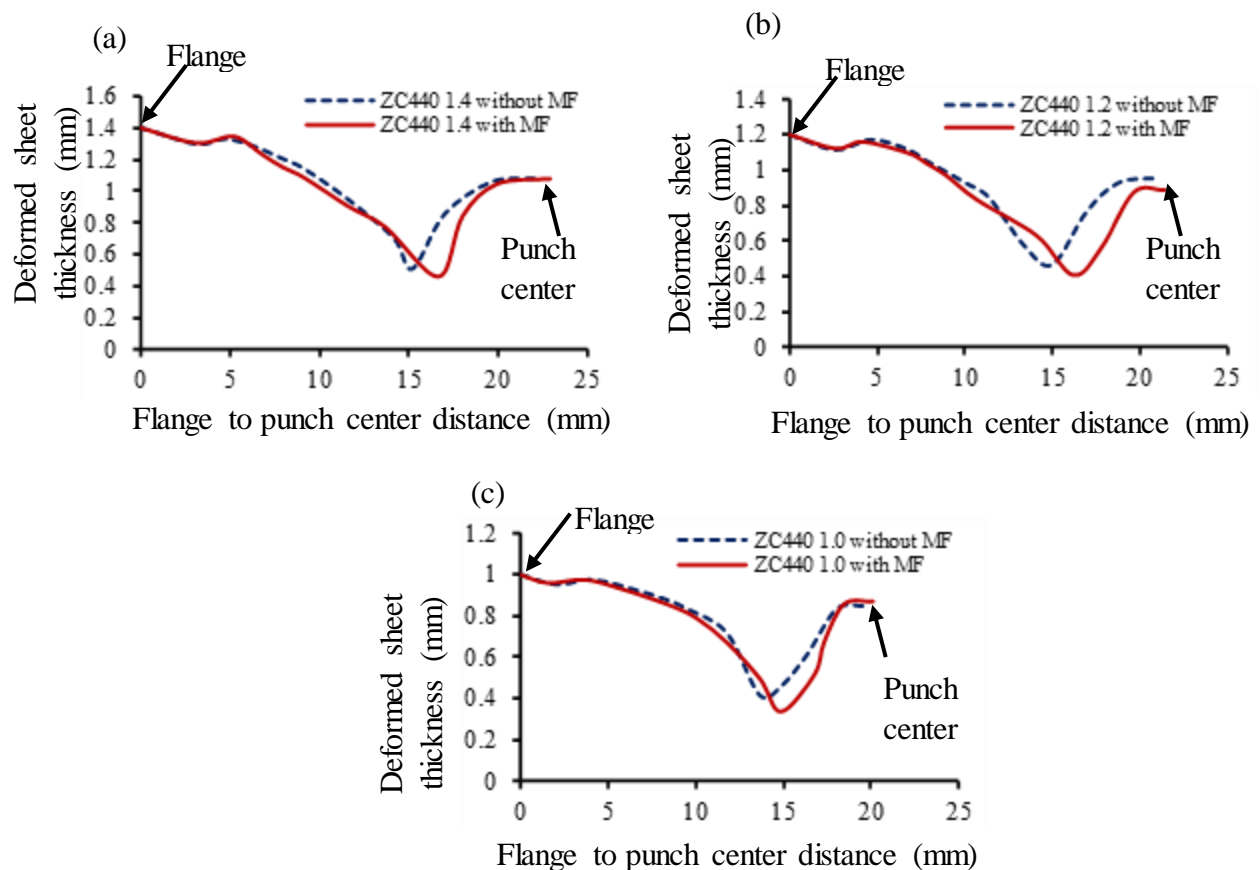 (a)
Flange
ZC440 1.4 without MF
ZC440 1.4 with MF
Deformed sheet
thickness (mm)
1.6
1.4
1.2
1
0.8
0.6
0.4
0.2
0
0 5 10 15 20 25
Punch
center
Flange to punch center distance (mm)
(b)
Flange
ZC440 1.2 without MF
ZC440 1.2 with MF
Deformed sheet
thickness (mm)
1.4
1.2
1
0.8
0.6
0.4
0.2
0
0 5 10 15 20 25
Punch
center
Flange to punch center distance (mm)
(c)
Flange
ZC440 1.0 without MF
ZC440 1.0 with MF
Deformed sheet
thickness (mm)
1.2
1
0.8
0.6
0.4
0.2
0
0 5 10 15 20 25
Punch
center
Flange to punch center distance (mm)